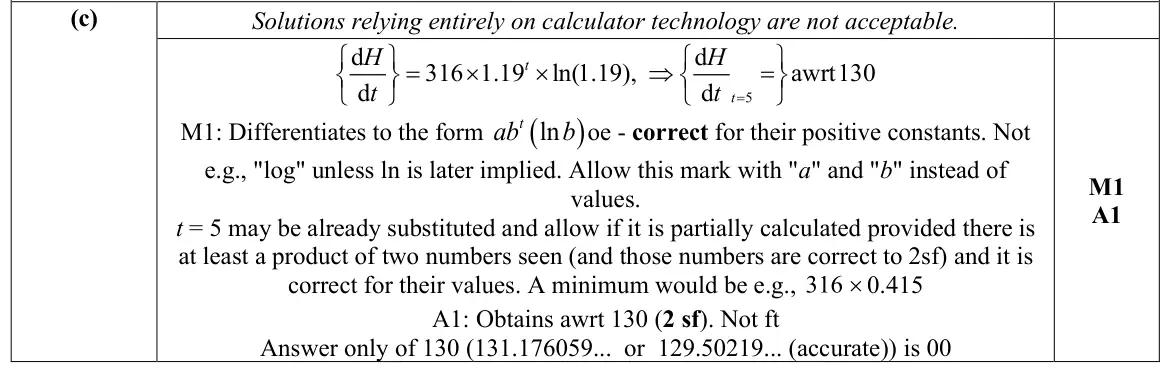 (c) Solutions relying entirely on calculator technology are not acceptable.
{dH/dt} = 316×1.19^t × ln(1.19), ⇒ {dH/dt _{t=5} =} awrt130
M1: Differentiates to the form ab^t (ln b) oe - correct for their positive constants. Not
e.g., "log" unless ln is later implied. Allow this mark with "a" and "b" instead of
values.
t = 5 may be already substituted and allow if it is partially calculated provided there is
at least a product of two numbers seen (and those numbers are correct to 2sf) and it is
correct for their values. A minimum would be e.g., 316 × 0.415
A1: Obtains awrt 130 (2 sf). Not ft
Answer only of 130 (131.176059... or 129.50219... (accurate)) is 00
M1
A1